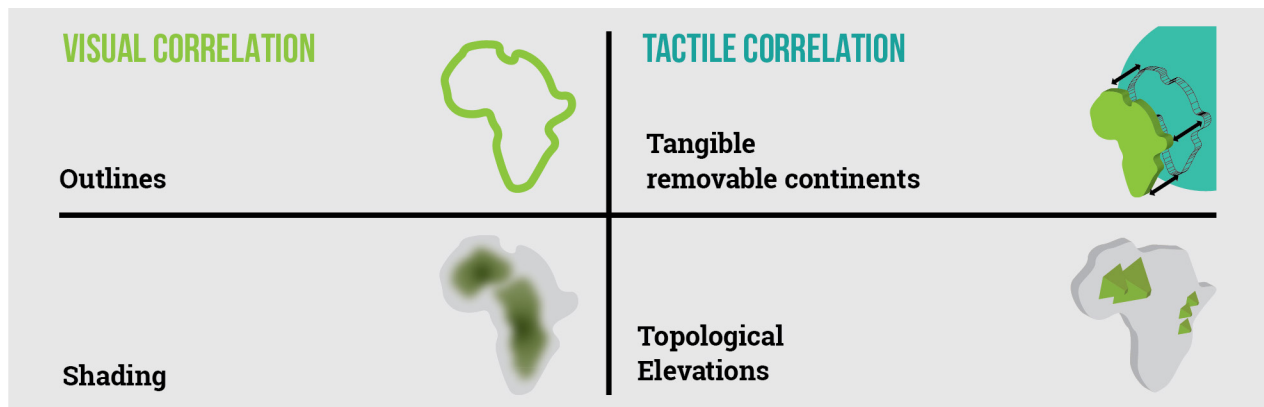 VISUAL CORRELATION
Outlines
TACTILE CORRELATION
Tangible
removable continents
Shading
Topological
Elevations